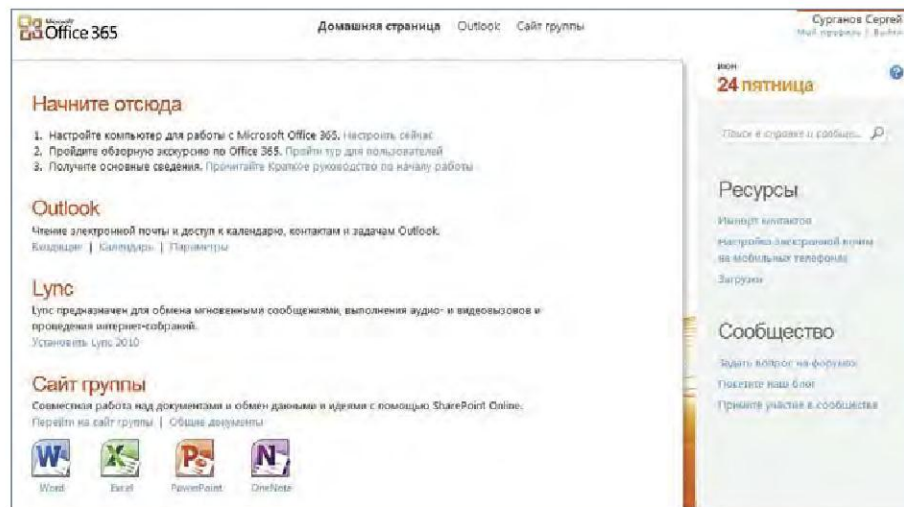 Microsoft
Office 365
Домашняя страница Outlook Сайт группы
Сурганов Сергей
Мой профиль | Выйти
июн
24 пятница
Поиск в справке и сообще...
Начните отсюда
1. Настройте компьютер для работы с Microsoft Office 365. Настроить сейчас
2. Пройдите обзорную экскурсию по Office 365. Пройти тур для пользователей
3. Получите основные сведения. Прочитайте Краткое руководство по началу работы
Outlook
Чтение электронной почты и доступ к календарю, контактам и задачам Outlook.
Входящие | Календарь | Параметры
Lync
Lync предназначен для обмена мгновенными сообщениями, выполнения аудио- и видеовызовов и
проведения интернет-собраний.
Установить Lync 2010
Сайт группы
Совместная работа над документами и обмен данными и идеями с помощью SharePoint Online.
Перейти на сайт группы | Общие документы
Word Excel PowerPoint OneNote
Ресурсы
Импорт контактов
Настройка электронной почты
на мобильных телефонах
Загрузки
Сообщество
Задать вопрос на форумах
Посетите наш блог
Примите участие в сообществе